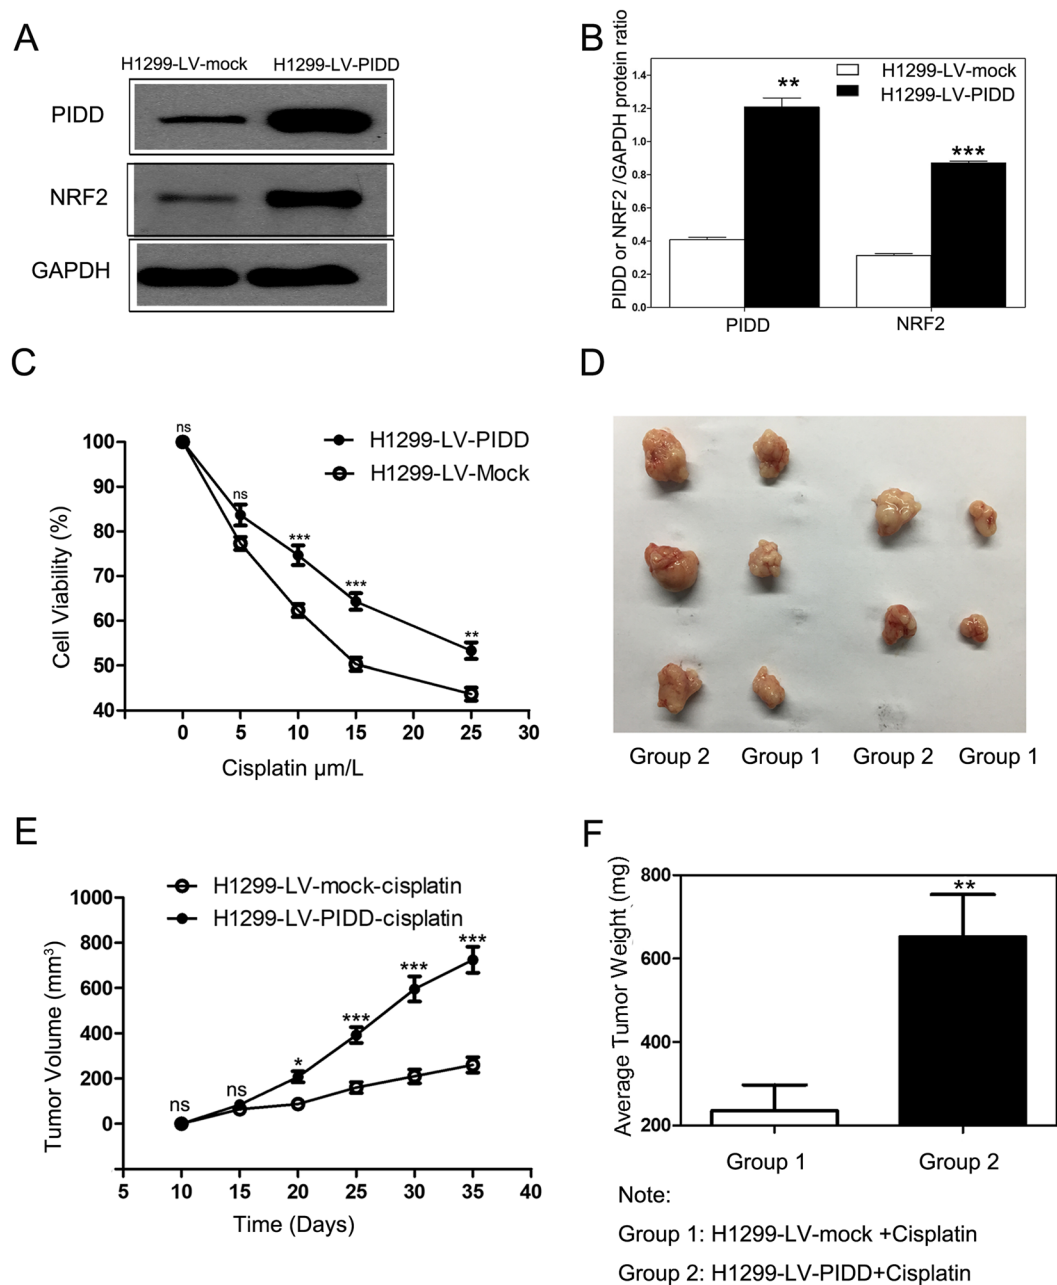 A
H1299-LV-mock H1299-LV-PIDD
PIDD
NRF2
GAPDH
B
PIDD or NRF2 /GAPDH protein ratio
1.4
1.2
1.0
0.8
0.6
0.4
0.2
0.0
H1299-LV-mock
H1299-LV-PIDD
**
***
PIDD NRF2
C
Cell Viability (%)
100
90
80
70
60
50
40
H1299-LV-PIDD
H1299-LV-Mock
ns
ns
***
***
**
0 5 10 15 20 25 30
Cisplatin µm/L
D
Group 2 Group 1 Group 2 Group 1
E
H1299-LV-mock-cisplatin
H1299-LV-PIDD-cisplatin
Tumor Volume (mm³)
1000
800
600
400
200
0
ns
ns
*
***
***
***
5 10 15 20 25 30 35 40
Time (Days)
F
Average Tumor Weight (mg)
800
600
400
200
**
Group 1 Group 2
Note:
Group 1: H1299-LV-mock +Cisplatin
Group 2: H1299-LV-PIDD+Cisplatin